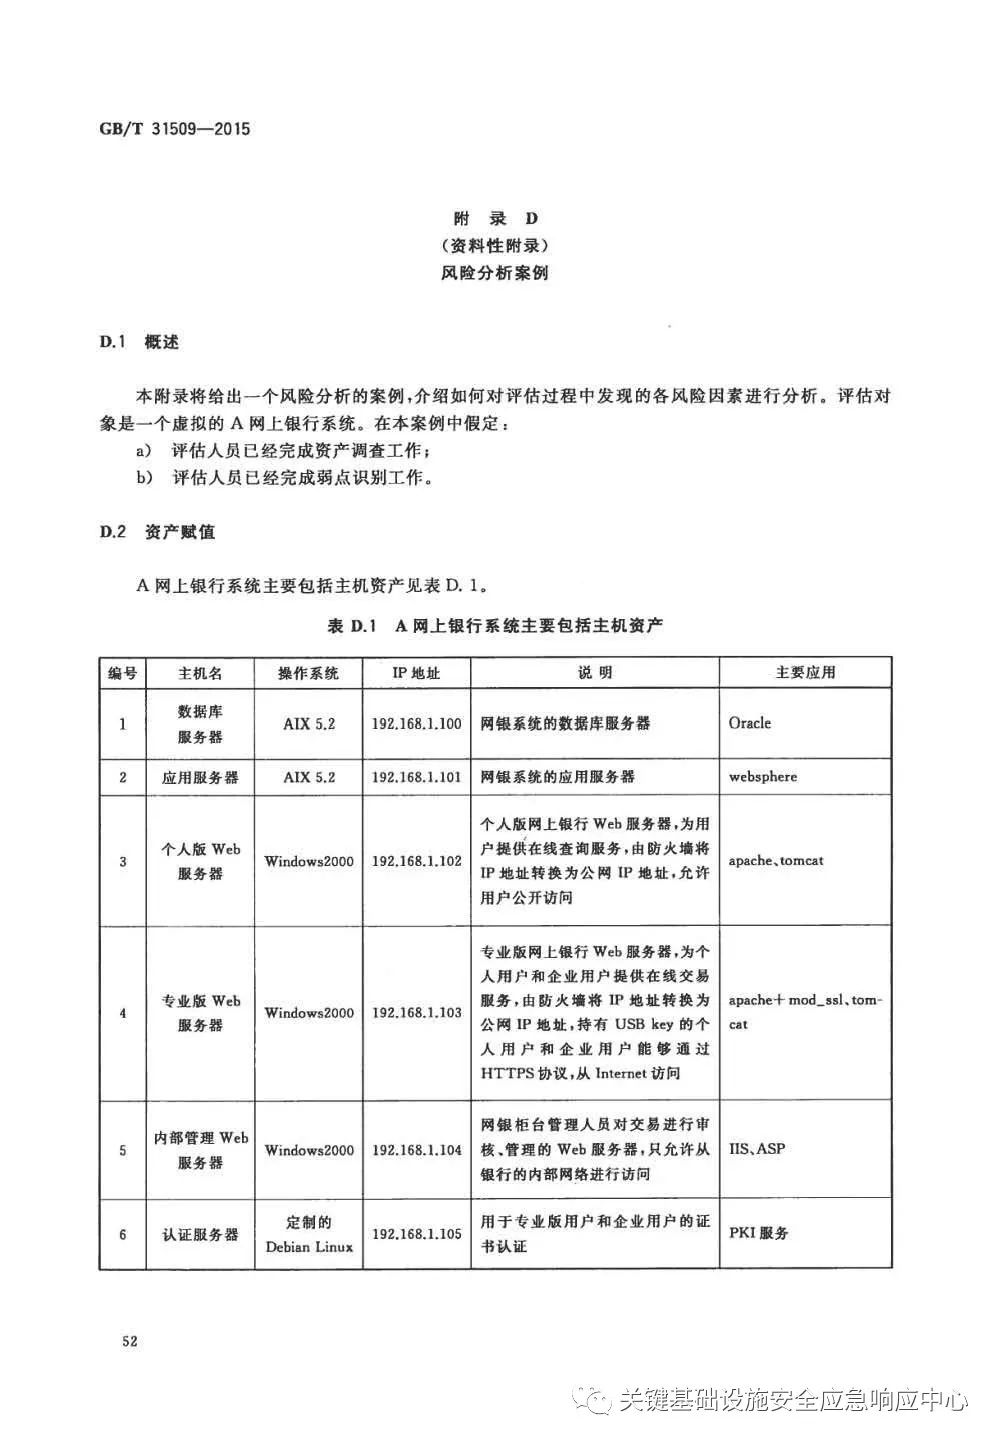 GB/T 31509—2015
附 录 D
（资料性附录）
风险分析案例
D.1 概述
本附录将给出一个风险分析的案例,介绍如何对评估过程中发现的各风险因素进行分析。评估对
象是一个虚拟的 A 网上银行系统。在本案例中假定:
a) 评估人员已经完成资产调查工作;
b) 评估人员已经完成弱点识别工作。
D.2 资产赋值
A 网上银行系统主要包括主机资产见表 D. 1。
表 D.1 A 网上银行系统主要包括主机资产
编号 主机名 操作系统 IP 地址 说 明 主要应用
1 数据库
服务器 AIX 5.2 192.168.1.100 网银系统的数据库服务器 Oracle
2 应用服务器 AIX 5.2 192.168.1.101 网银系统的应用服务器 websphere
3 个人版 Web
服务器 Windows2000 192.168.1.102 个人版网上银行 Web 服务器,为用
户提供在线查询服务,由防火墙将
IP 地址转换为公网 IP 地址,允许
用户公开访问 apache、tomcat
4 专业版 Web
服务器 Windows2000 192.168.1.103 专业版网上银行 Web 服务器,为个
人用户和企业用户提供在线交易
服务,由防火墙将 IP 地址转换为
公网 IP 地址,持有 USB key 的个
人用户和企业用户能够通过
HTTPS 协议,从 Internet 访问 apache+ mod_ssl、tom-
cat
5 内部管理 Web
服务器 Windows2000 192.168.1.104 网银柜台管理人员对交易进行审
核、管理的 Web 服务器,只允许从
银行的内部网络进行访问 IIS、ASP
6 认证服务器 定制的
Debian Linux 192.168.1.105 用于专业版用户和企业用户的证
书认证 PKI 服务
52
关键基础设施安全应急响应中心